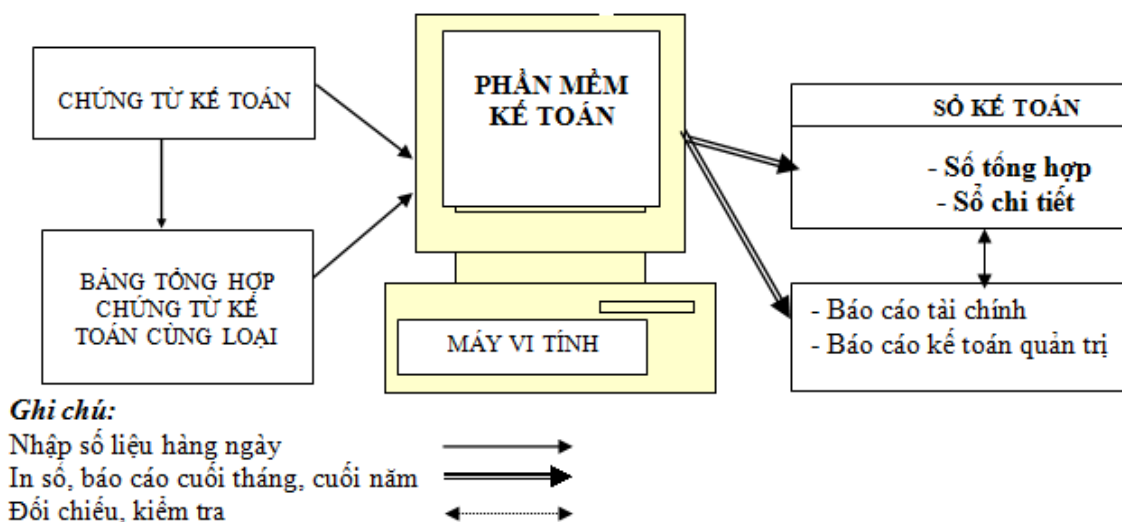 CHỨNG TỪ KẾ TOÁN
BẢNG TỔNG HỢP
CHỨNG TỪ KẾ
TOÁN CÙNG LOẠI
PHẦN MỀM
KẾ TOÁN
MÁY VI TÍNH
SỔ KẾ TOÁN
- Số tổng hợp
- Sổ chi tiết
- Báo cáo tài chính
- Báo cáo kế toán quản trị
Ghi chú:
Nhập số liệu hàng ngày
In sổ, báo cáo cuối tháng, cuối năm
Đối chiếu, kiểm tra